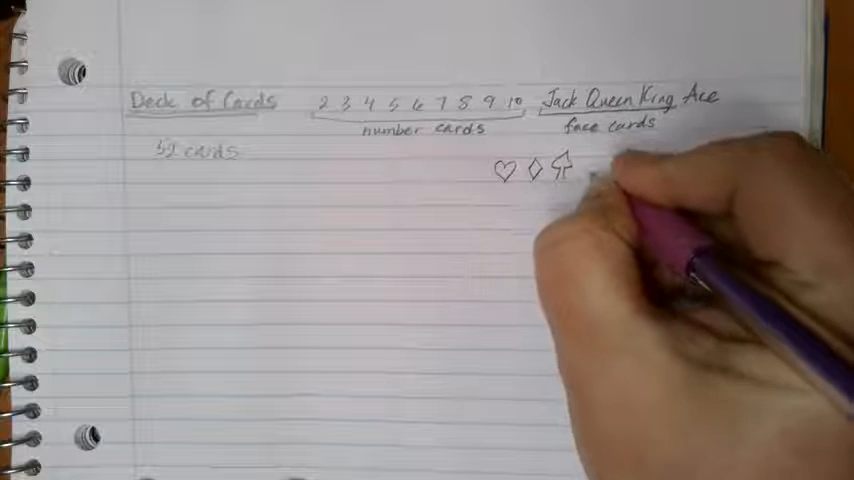 Deck of Cards 2 3 4 5 6 7 8 9 10 Jack Queen King Ace
number cards face cards
52 cards